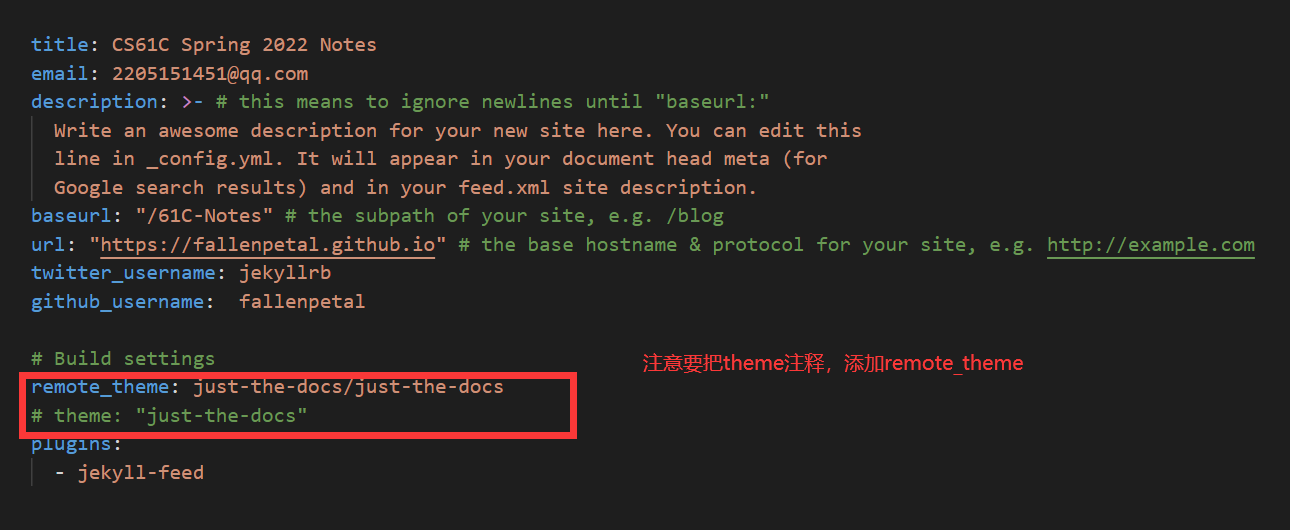 title: CS61C Spring 2022 Notes
email: 2205151451@qq.com
description: >- # this means to ignore newlines until "baseurl:"
  Write an awesome description for your new site here. You can edit this
  line in _config.yml. It will appear in your document head meta (for
  Google search results) and in your feed.xml site description.
baseurl: "/61C-Notes" # the subpath of your site, e.g. /blog
url: "https://fallenpetal.github.io" # the base hostname & protocol for your site, e.g. http://example.com
twitter_username: jekyllrb
github_username:  fallenpetal
# Build settings
注意要把theme注释，添加remote_theme
remote_theme: just-the-docs/just-the-docs
# theme: "just-the-docs"
plugins:
  - jekyll-feed